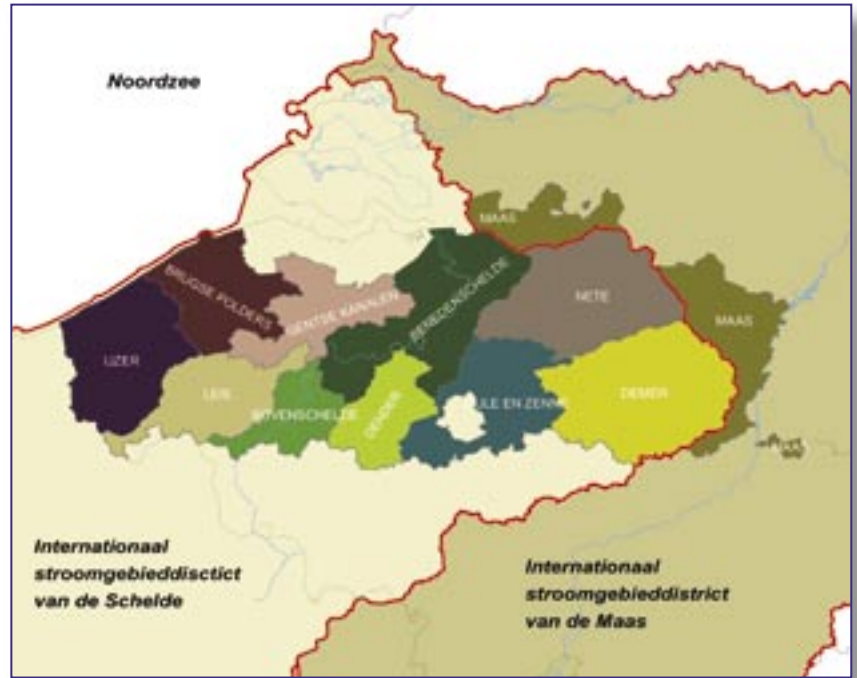 Noordzee
MAAS
BRUGSE POLDERS
GENTSE KANALEN
BENEDENSCHELDE
NETE
MAAS
IJZER
LEIE
BOVENSCHELDE
DENDER
JLE EN ZENNE
DEMER
Internationaal
stroomgebieddisctict
van de Schelde
Internationaal
stroomgebieddistrict
van de Maas